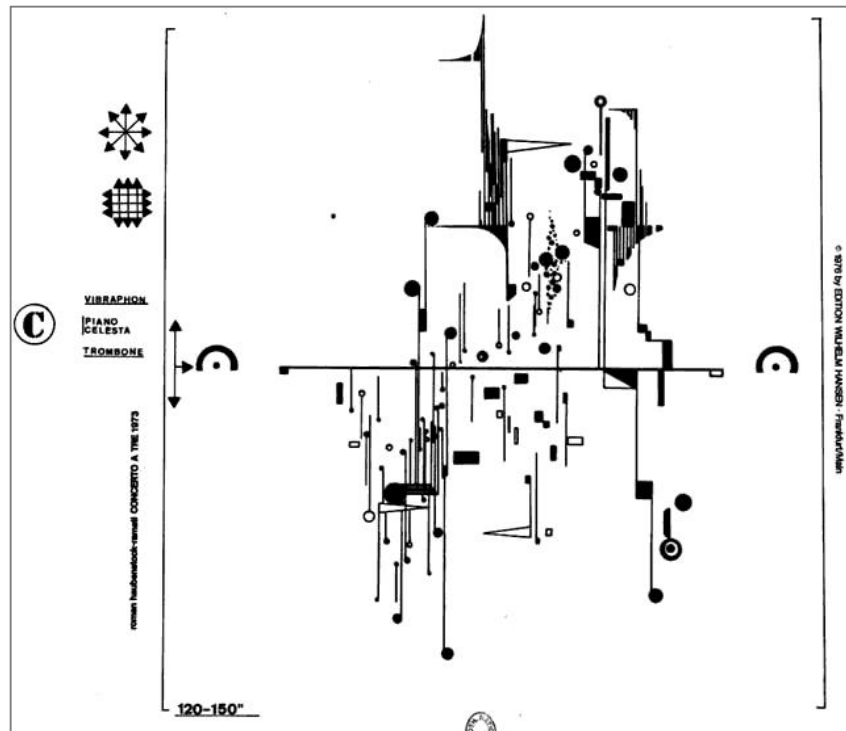 C
VIBRAPHON
PIANO
CELESTA
TROMBONE
roman haubenstock-ramati CONCERTO A TRE 1973
120-150"
© 1976 by EDITION WILHELM HANSEN - Frankfurt/Main